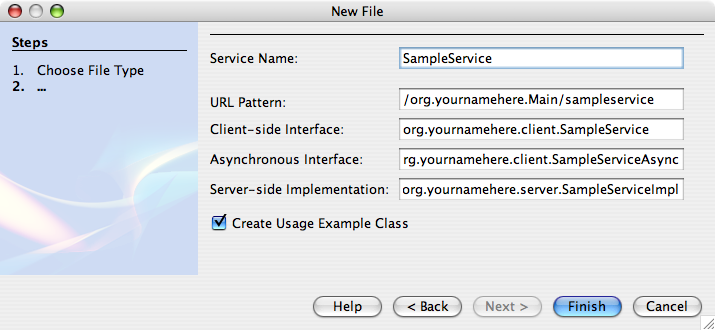 New File
Steps
1. Choose File Type
2. ...
Service Name: SampleService
URL Pattern: /org.yournamehere.Main/sampleservice
Client-side Interface: org.yournamehere.client.SampleService
Asynchronous Interface: rg.yournamehere.client.SampleServiceAsync
Server-side Implementation: org.yournamehere.server.SampleServiceImpl
Create Usage Example Class
Help < Back Next > Finish Cancel